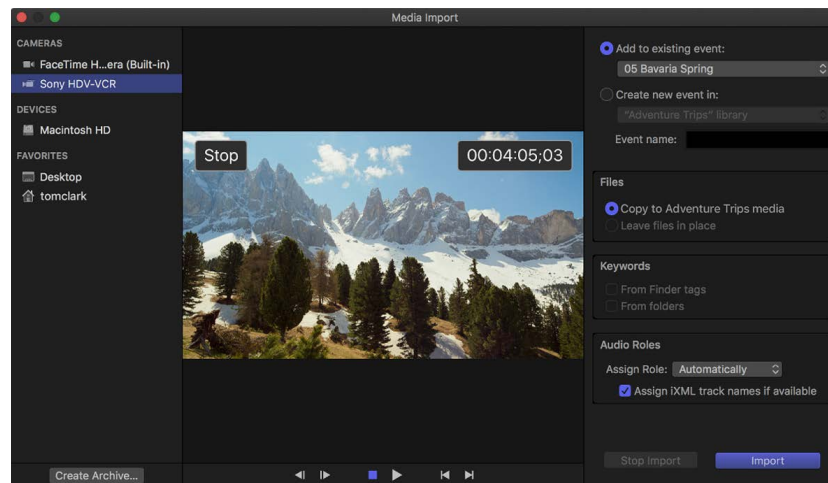 Media Import
CAMERAS
FaceTime H...era (Built-in)
Sony HDV-VCR
DEVICES
Macintosh HD
FAVORITES
Desktop
tomclark
Create Archive...
Stop
00:04:05;03
Add to existing event:
05 Bavaria Spring
Create new event in:
"Adventure Trips" library
Event name:
Files
Copy to Adventure Trips media
Leave files in place
Keywords
From Finder tags
From folders
Audio Roles
Assign Role: Automatically
Assign iXML track names if available
Stop Import
Import